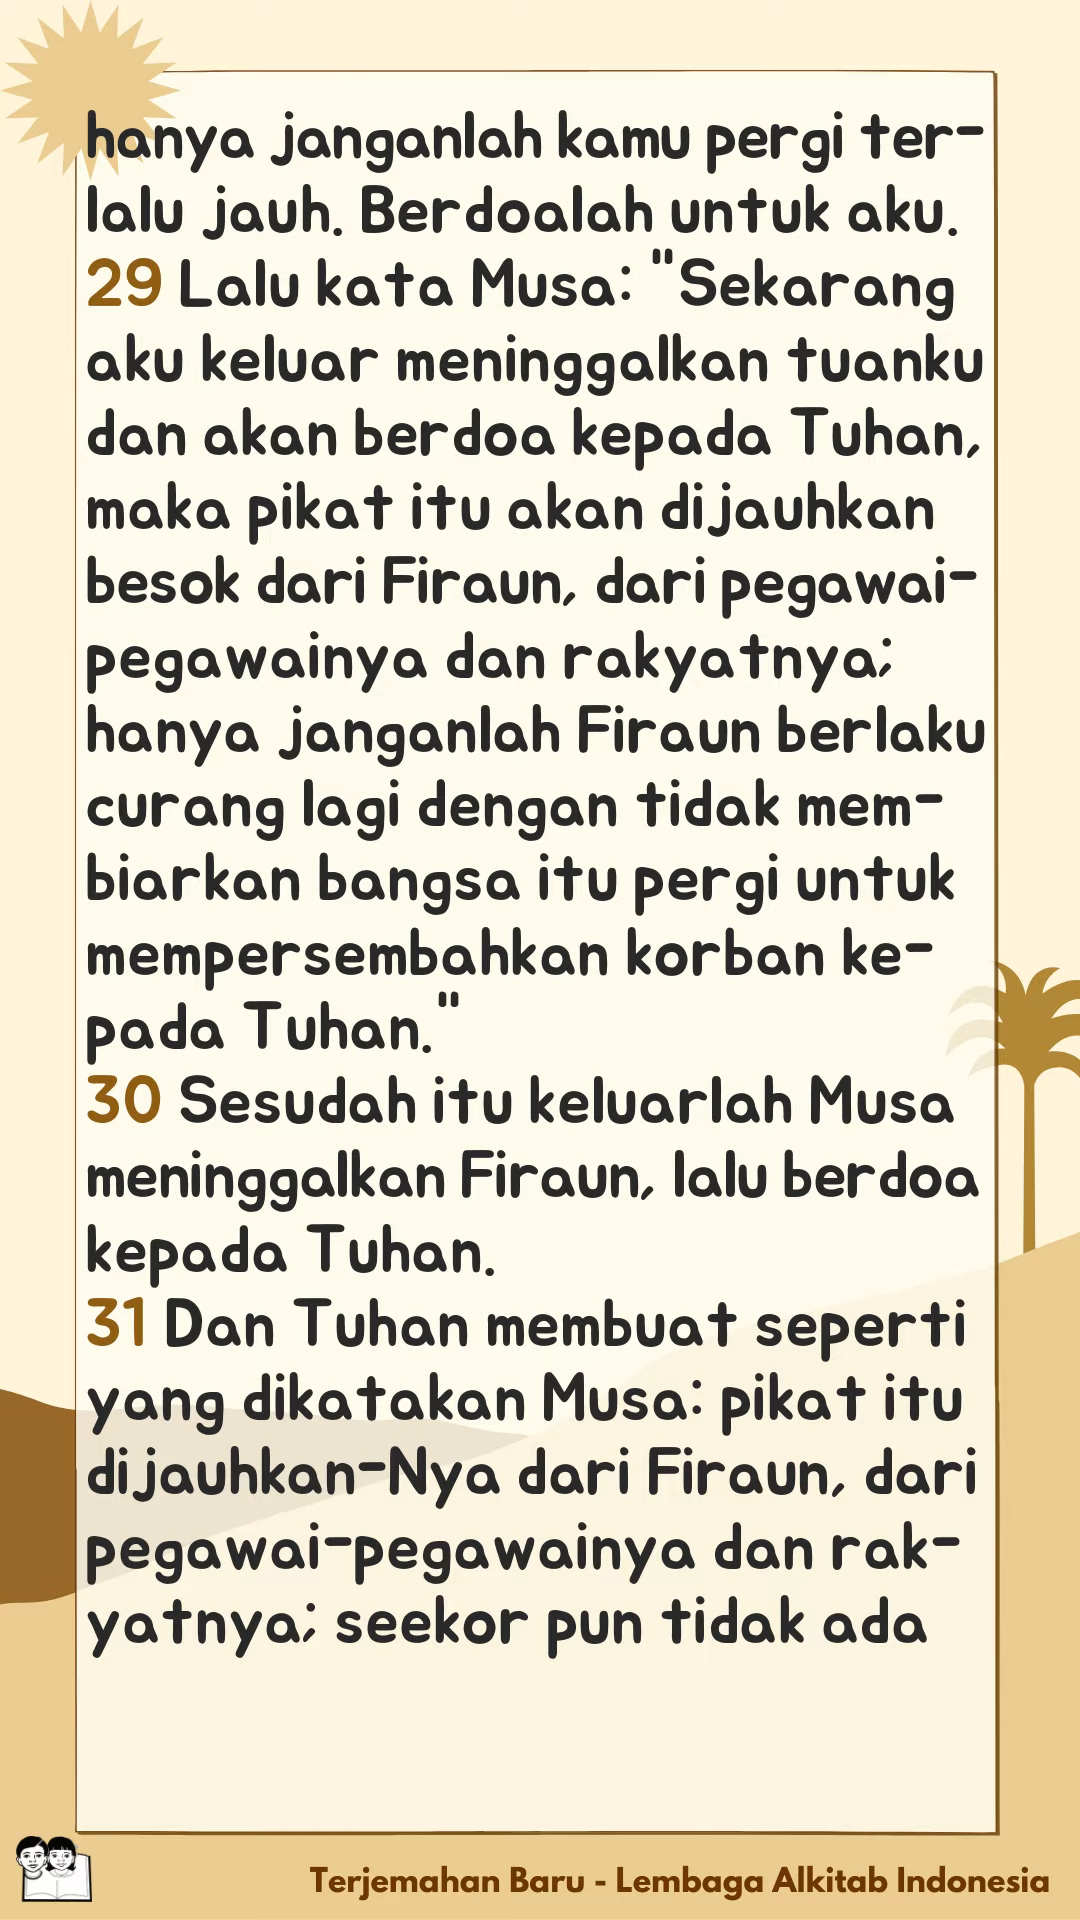 hanya janganlah kamu pergi ter-
lalu jauh. Berdoalah untuk aku.
29 Lalu kata Musa: "Sekarang
aku keluar meninggalkan tuanku
dan akan berdoa kepada Tuhan,
maka pikat itu akan dijauhkan
besok dari Firaun, dari pegawai-
pegawainya dan rakyatnya;
hanya janganlah Firaun berlaku
curang lagi dengan tidak mem-
biarkan bangsa itu pergi untuk
mempersembahkan korban ke-
pada Tuhan."
30 Sesudah itu keluarlah Musa
meninggalkan Firaun, lalu berdoa
kepada Tuhan.
31 Dan Tuhan membuat seperti
yang dikatakan Musa: pikat itu
dijauhkan-Nya dari Firaun, dari
pegawai-pegawainya dan rak-
yatnya; seekor pun tidak ada
Terjemahan Baru - Lembaga Alkitab Indonesia